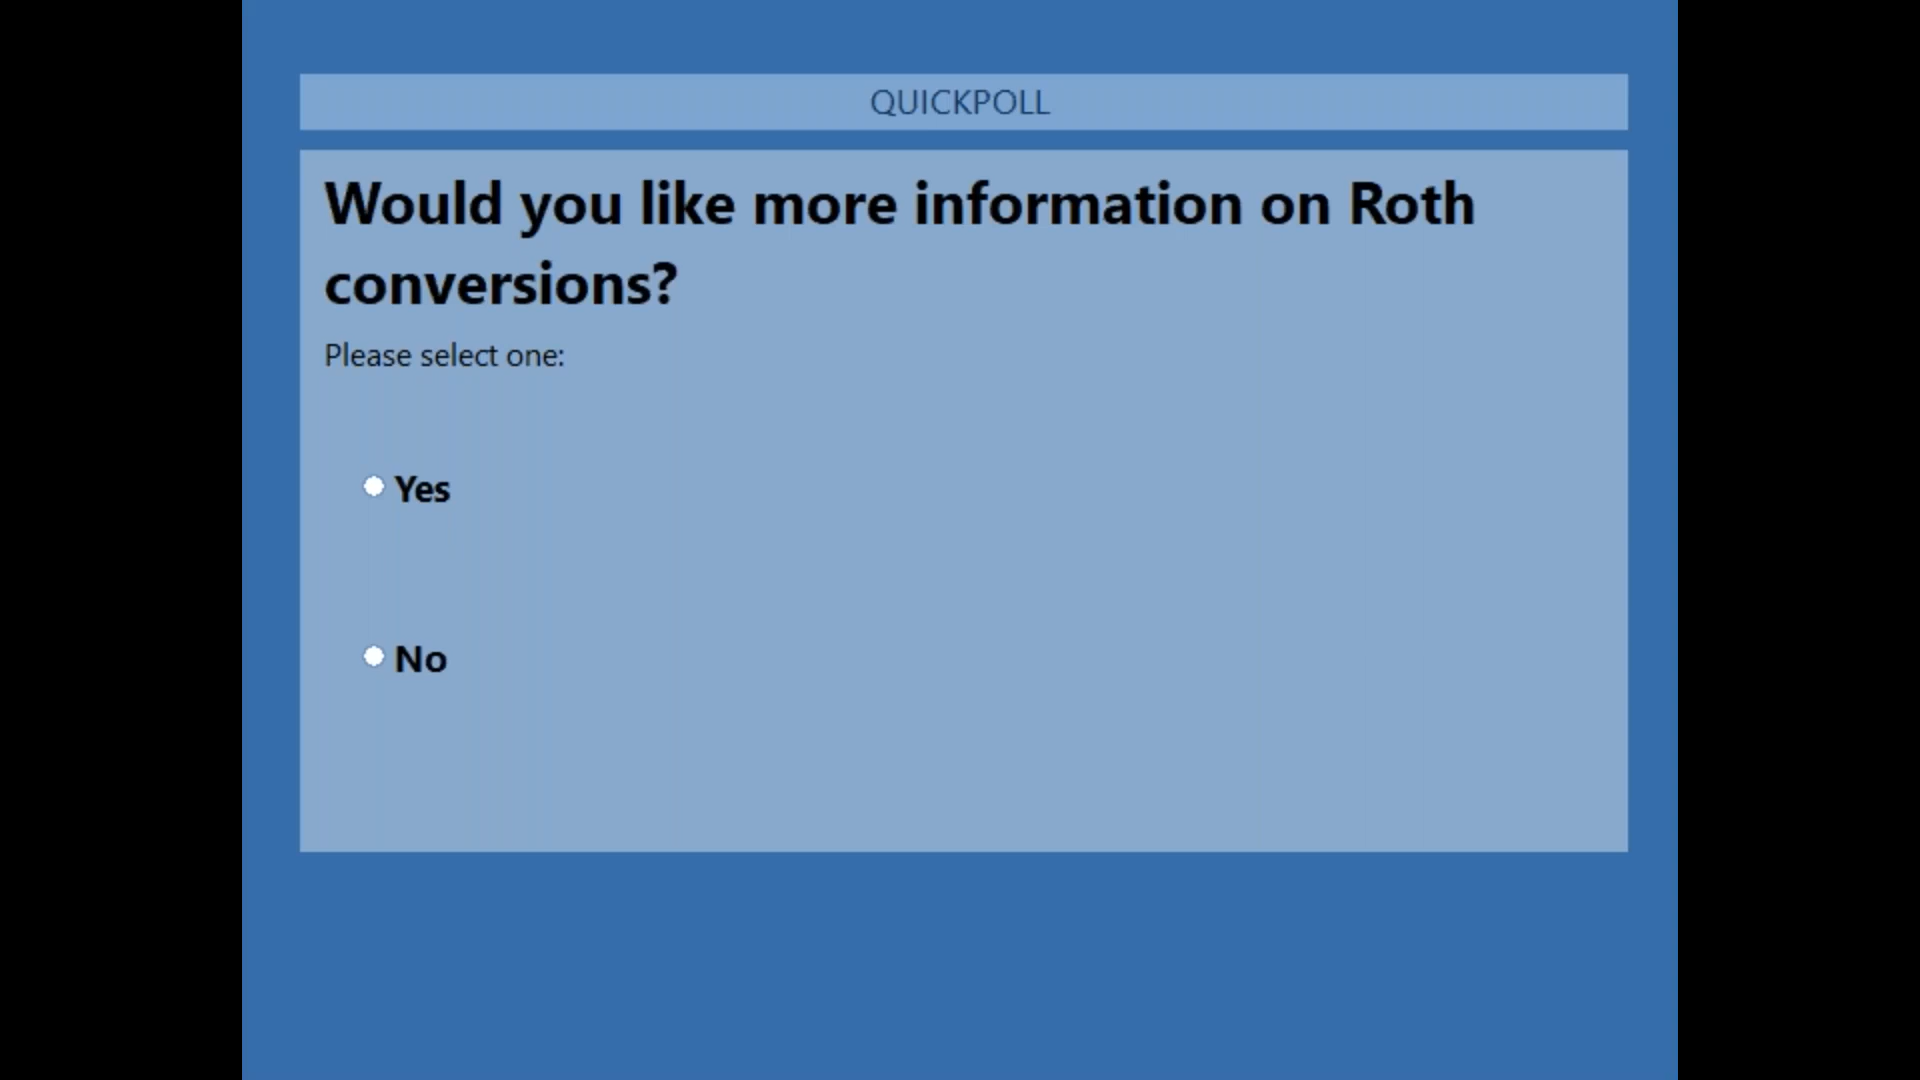 QUICKPOLL
Would you like more information on Roth
conversions?
Please select one:
Yes
No